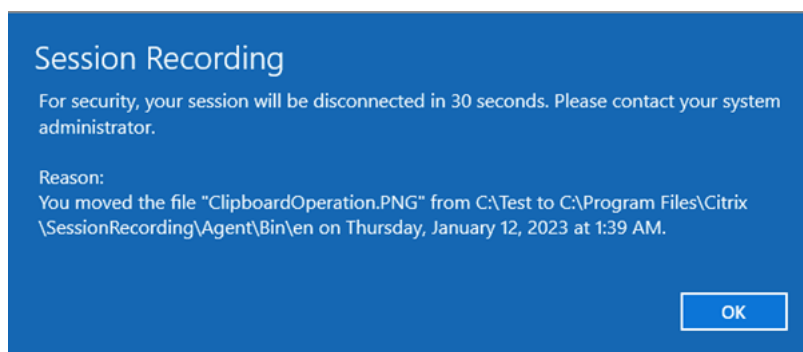 Session Recording
For security, your session will be disconnected in 30 seconds. Please contact your system
administrator.
Reason:
You moved the file "ClipboardOperation.PNG" from C:\Test to C:\Program Files\Citrix
\SessionRecording\Agent\Bin\en on Thursday, January 12, 2023 at 1:39 AM.
OK